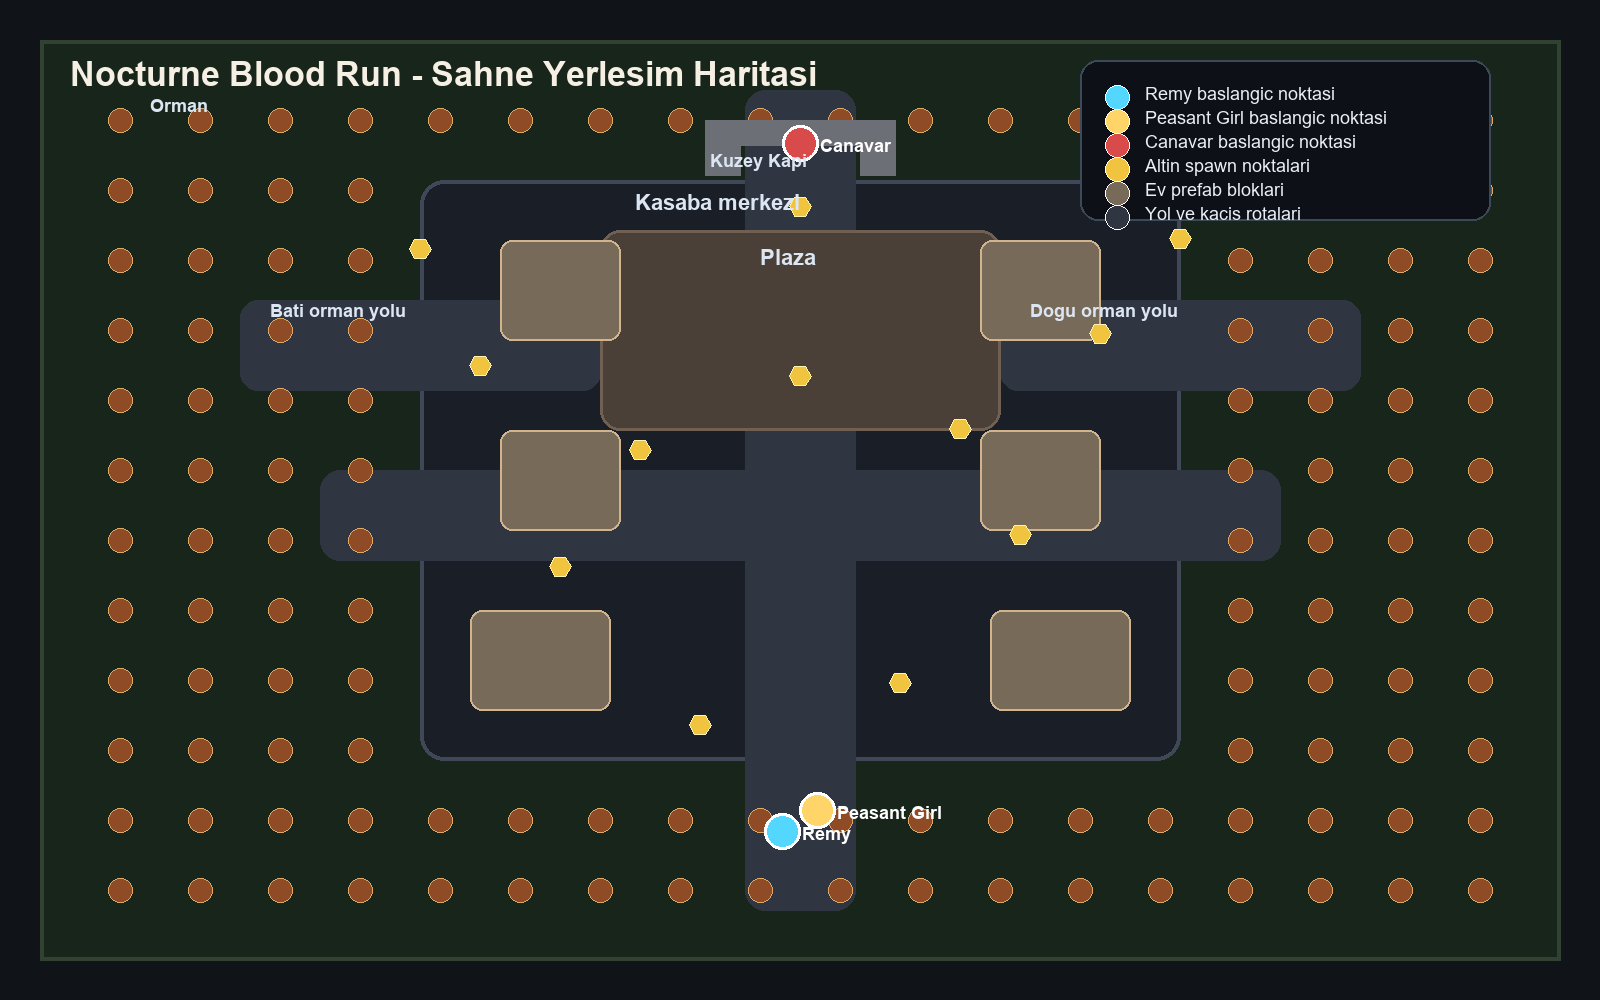 Nocturne Blood Run - Sahne Yerlesim Haritasi
Orman
Remy baslangic noktasi
Peasant Girl baslangic noktasi
Canavar baslangic noktasi
Altin spawn noktalari
Ev prefab bloklari
Yol ve kacis rotalari
Canavar
Kuzey Kapi
Kasaba merkezi
Plaza
Bati orman yolu
Dogu orman yolu
Peasant Girl
Remy